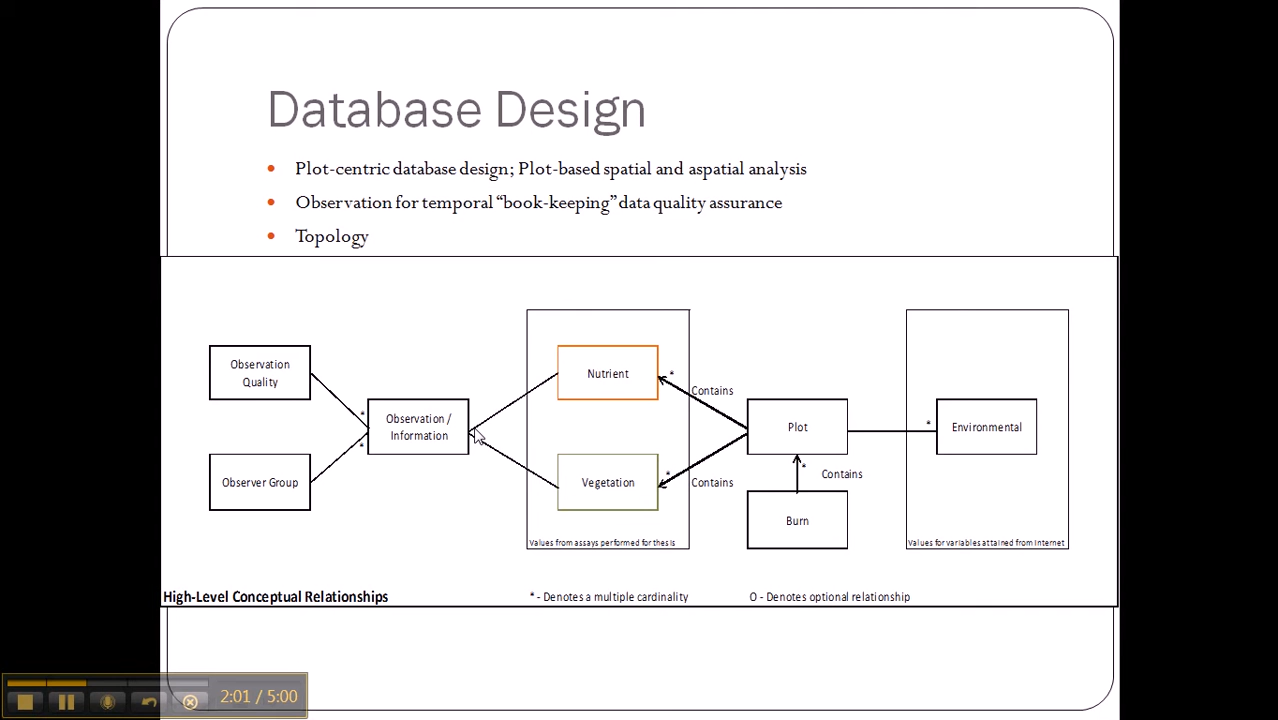 Database Design
Plot-centric database design; Plot-based spatial and aspatial analysis
Observation for temporal “book-keeping” data quality assurance
Topology
Observation
Quality
Observer Group
*
*
Observation /
Information
Nutrient
Vegetation
Values from assays performed for thesis
*
Contains
*
Contains
Plot
*
Contains
Burn
*
Environmental
Values for variables attained from Internet
High-Level Conceptual Relationships
* - Denotes a multiple cardinality
O - Denotes optional relationship
2:01 / 5:00